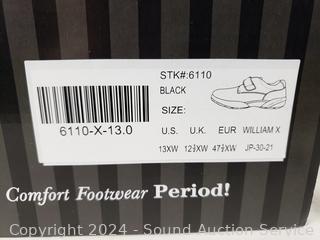 STK#:6110
BLACK
SIZE:
6110-X-13.0
U.S. U.K. EUR WILLIAM X
13XW 12½XW 47½XW JP-30-21
Comfort Footwear Period!
Copyright 2024 - Sound Auction Service